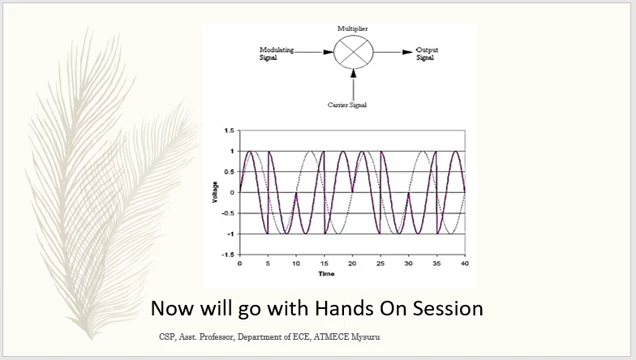 Multiplier
Modulating
Signal
Output
Signal
Carrier Signal
1.5
1
0.5
0
-0.5
-1
-1.5
Voltage
0 5 10 15 20 25 30 35 40
Time
Now will go with Hands On Session
CSP, Asst. Professor, Department of ECE, ATMECE Mysuru